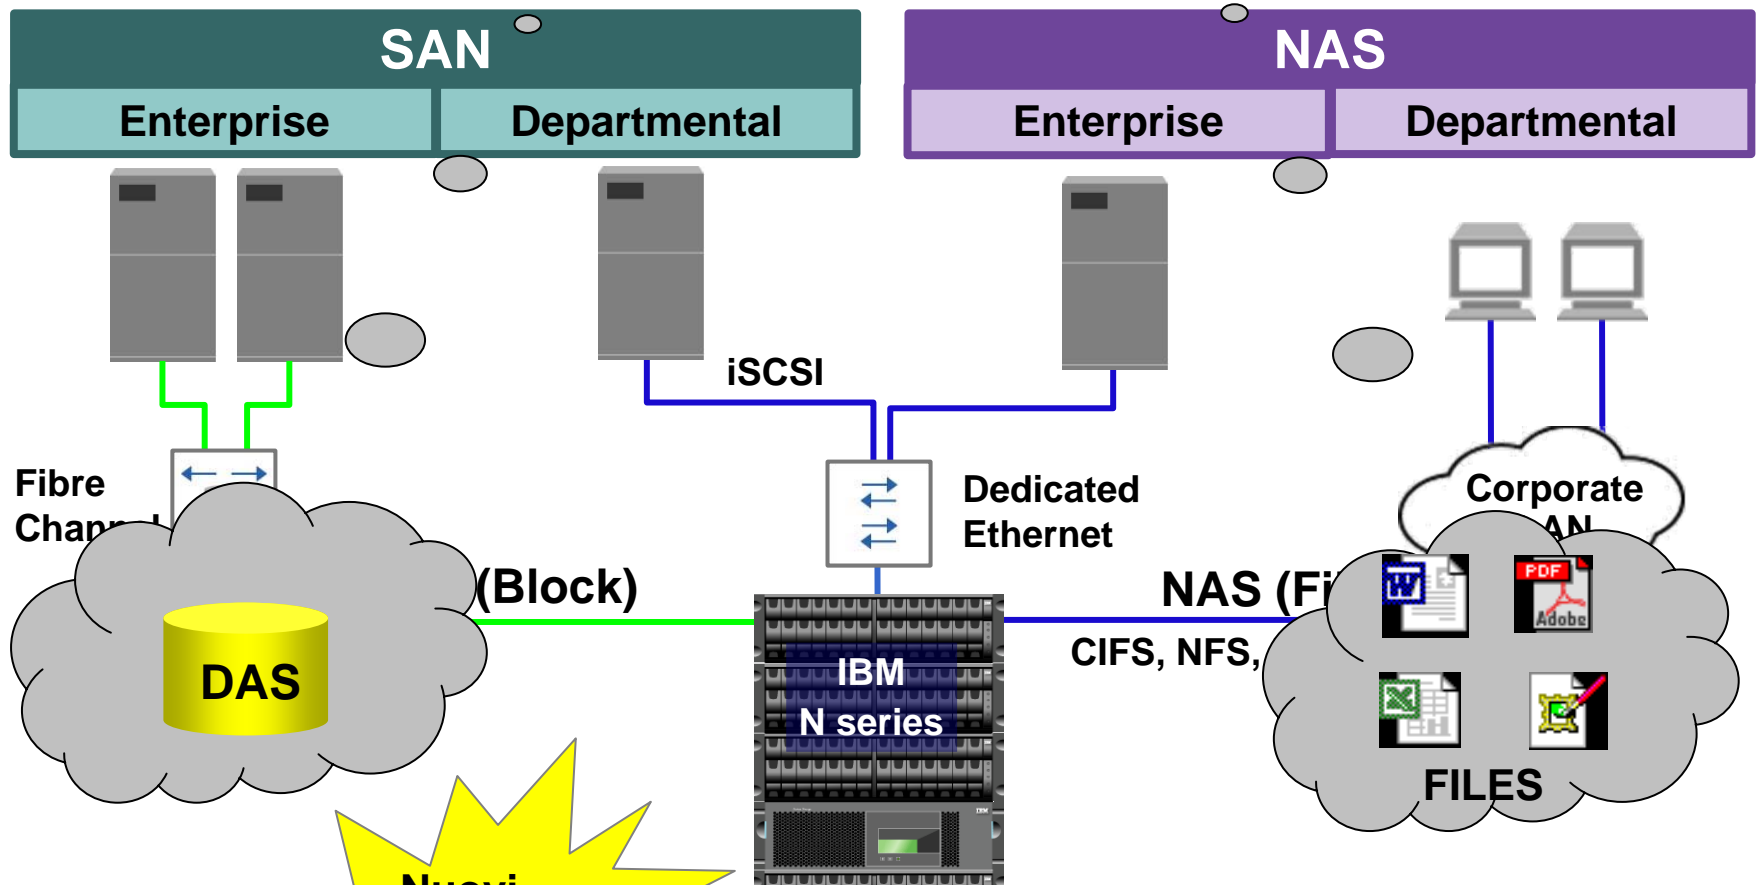 SAN
NAS
Enterprise
Departmental
Enterprise
Departmental
iSCSI
Fibre
Dedicated
Ethernet
Corporate
(Block)
NAS
CIFS, NFS,
DAS
IBM
N series
PDF
Adobe
FILES